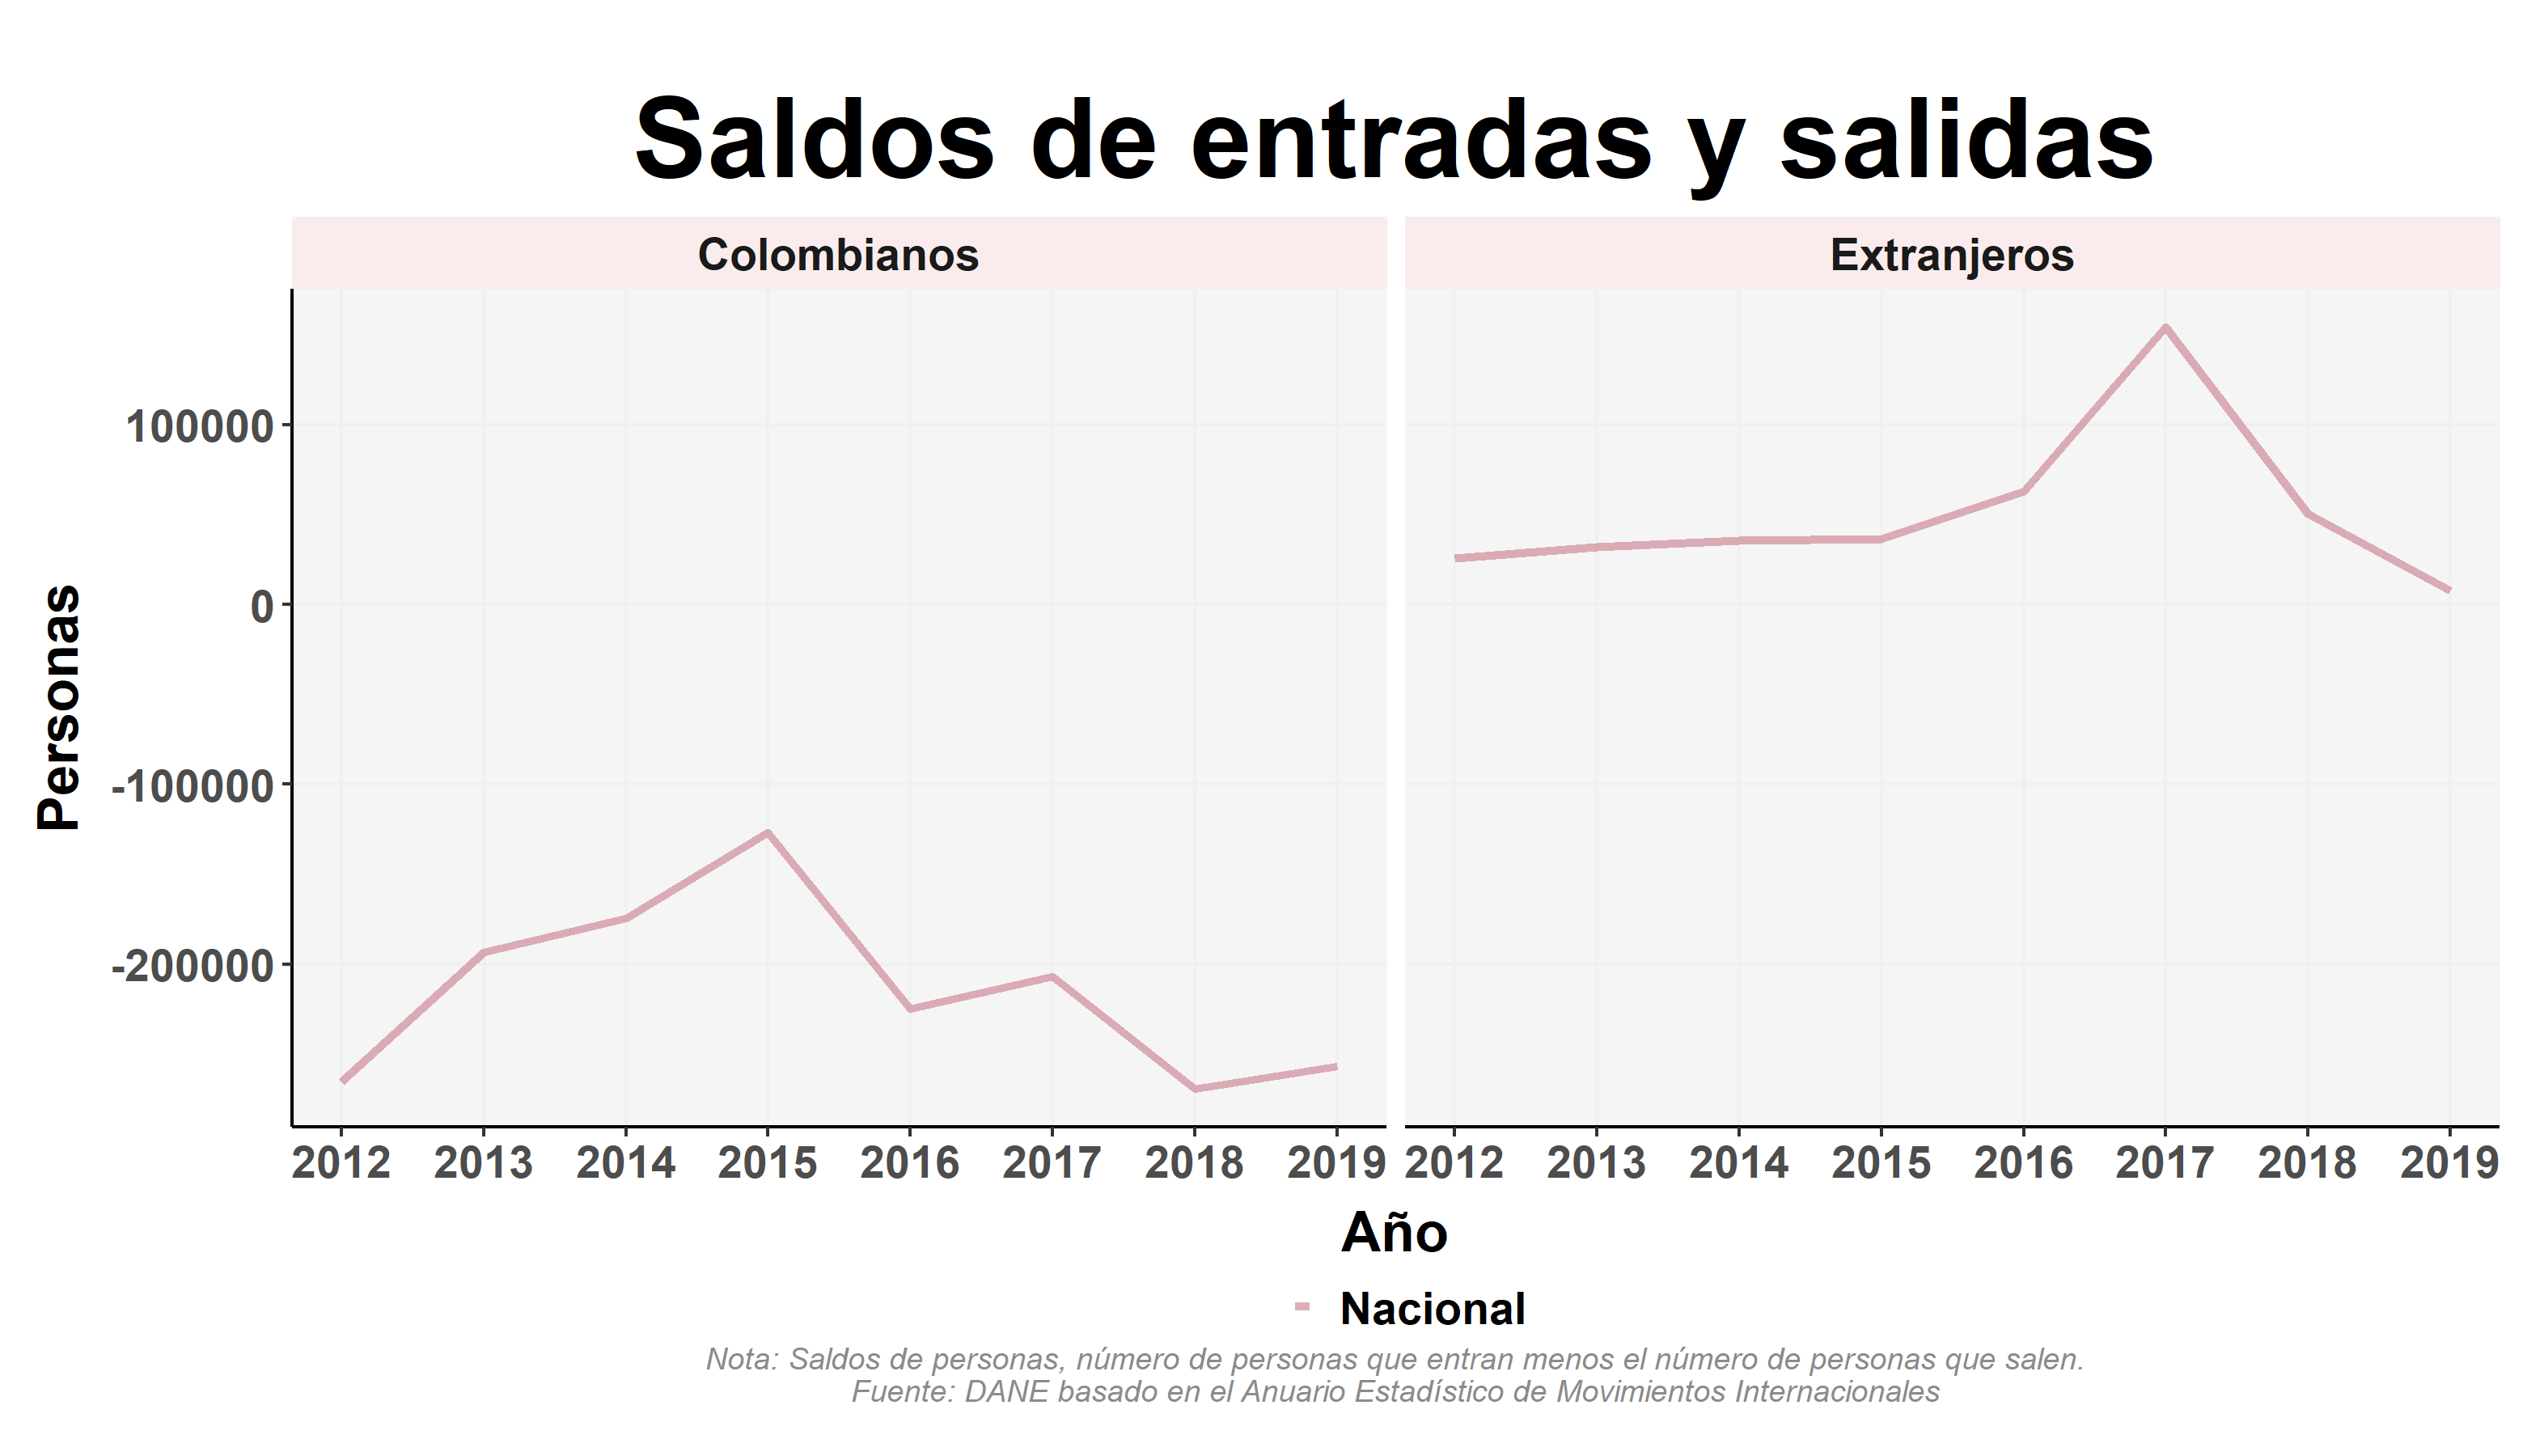 Saldos de entradas y salidas
Colombianos
Extranjeros
Personas
100000
0
-100000
-200000
2012 2013 2014 2015 2016 2017 2018 2019
2012 2013 2014 2015 2016 2017 2018 2019
Año
Nacional
Nota: Saldos de personas, número de personas que entran menos el número de personas que salen.
Fuente: DANE basado en el Anuario Estadístico de Movimientos Internacionales